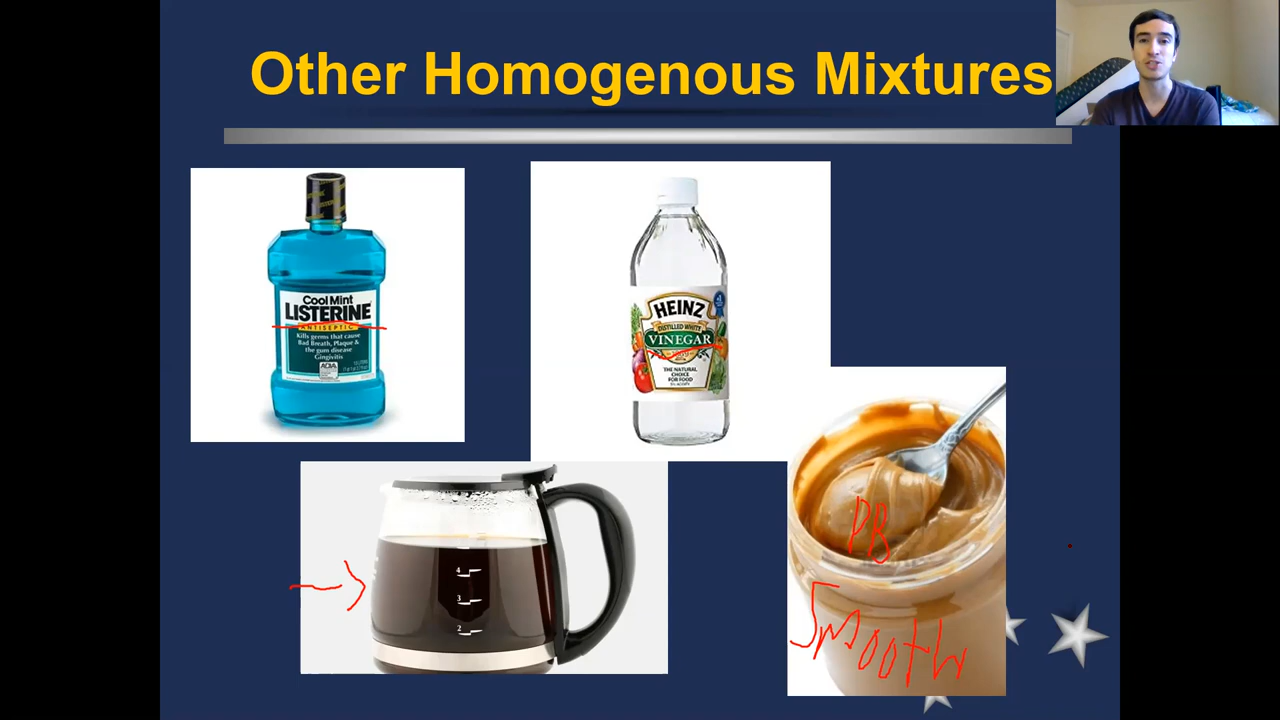 Other Homogenous Mixtures
Cool Mint
LISTERINE
ANTISEPTIC
Kills germs that cause
Bad Breath, Plaque &
the gum disease
Gingivitis
ADA
HEINZ
DISTILLED WHITE
VINEGAR
THE NATURAL
CHOICE
FOR FOOD
4
3
2
PB
Smooth